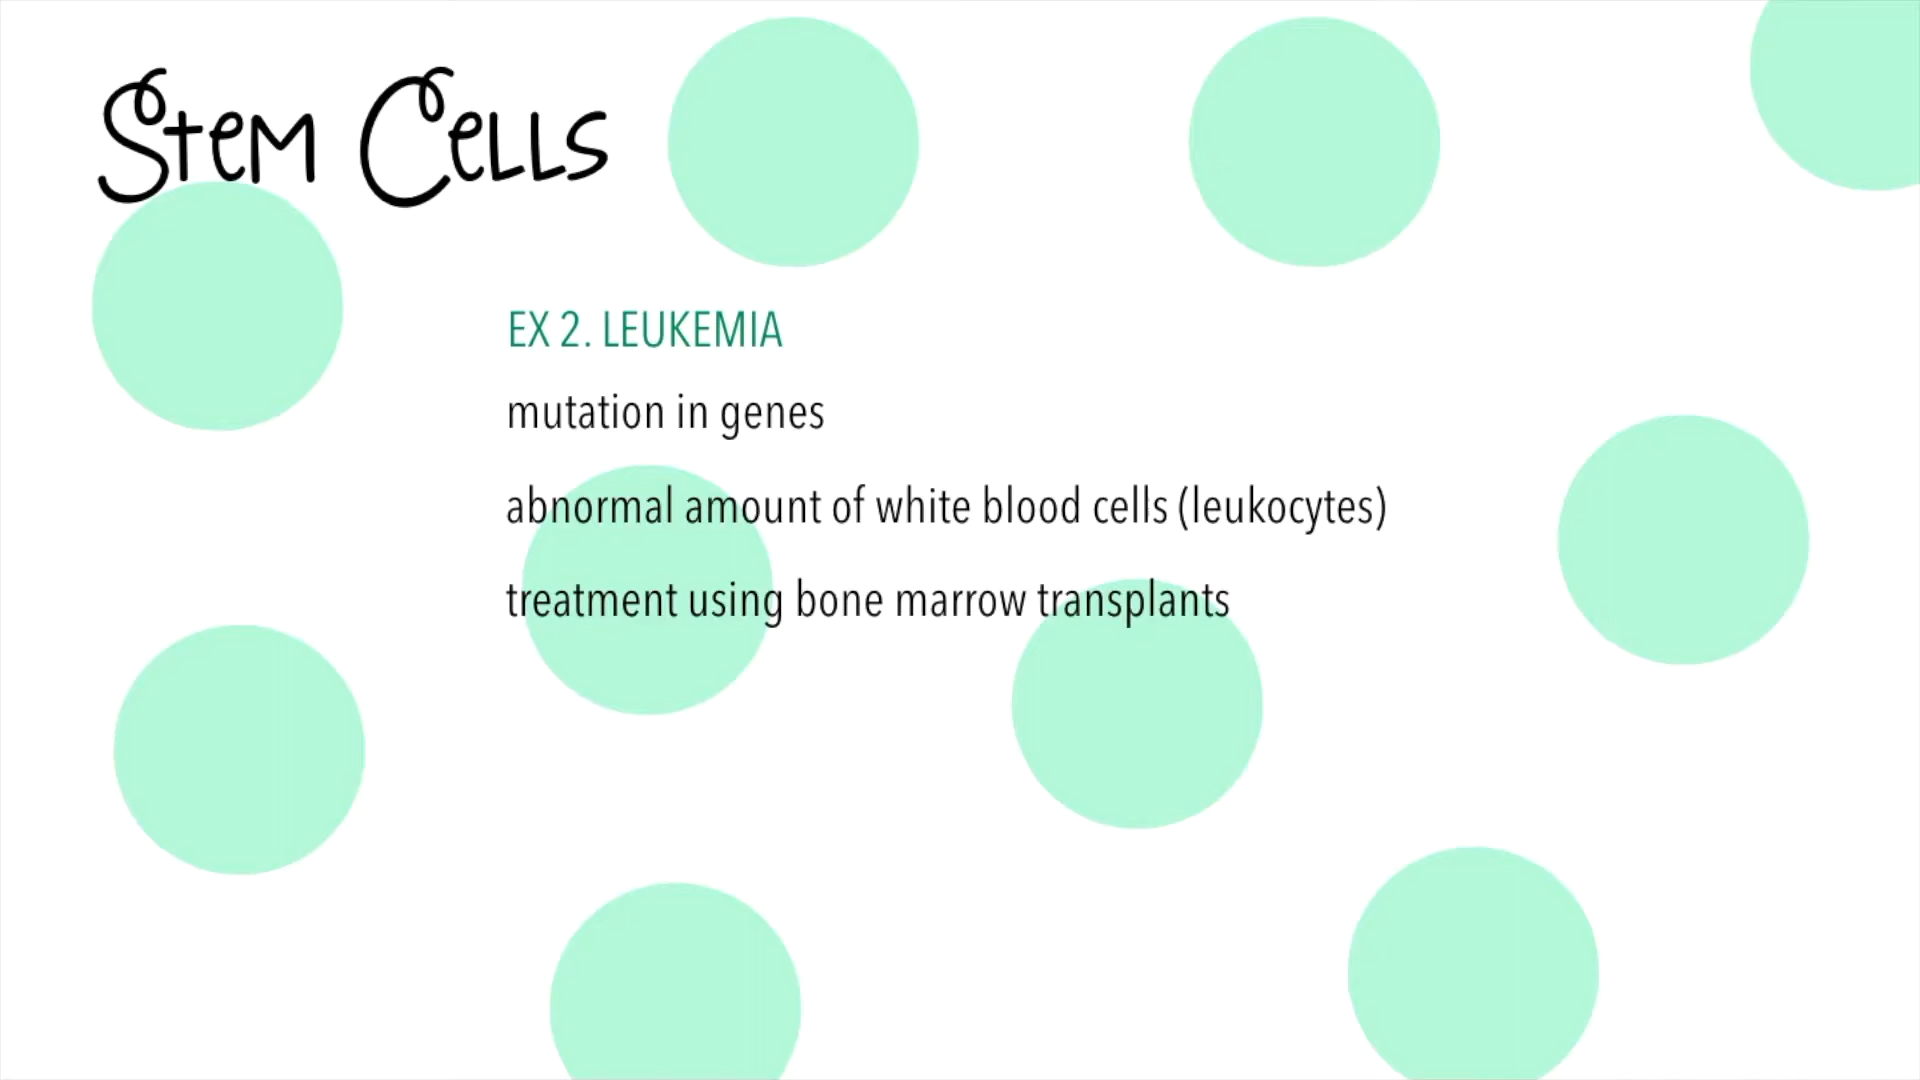 Stem Cells
EX 2. LEUKEMIA
mutation in genes
abnormal amount of white blood cells (leukocytes)
treatment using bone marrow transplants